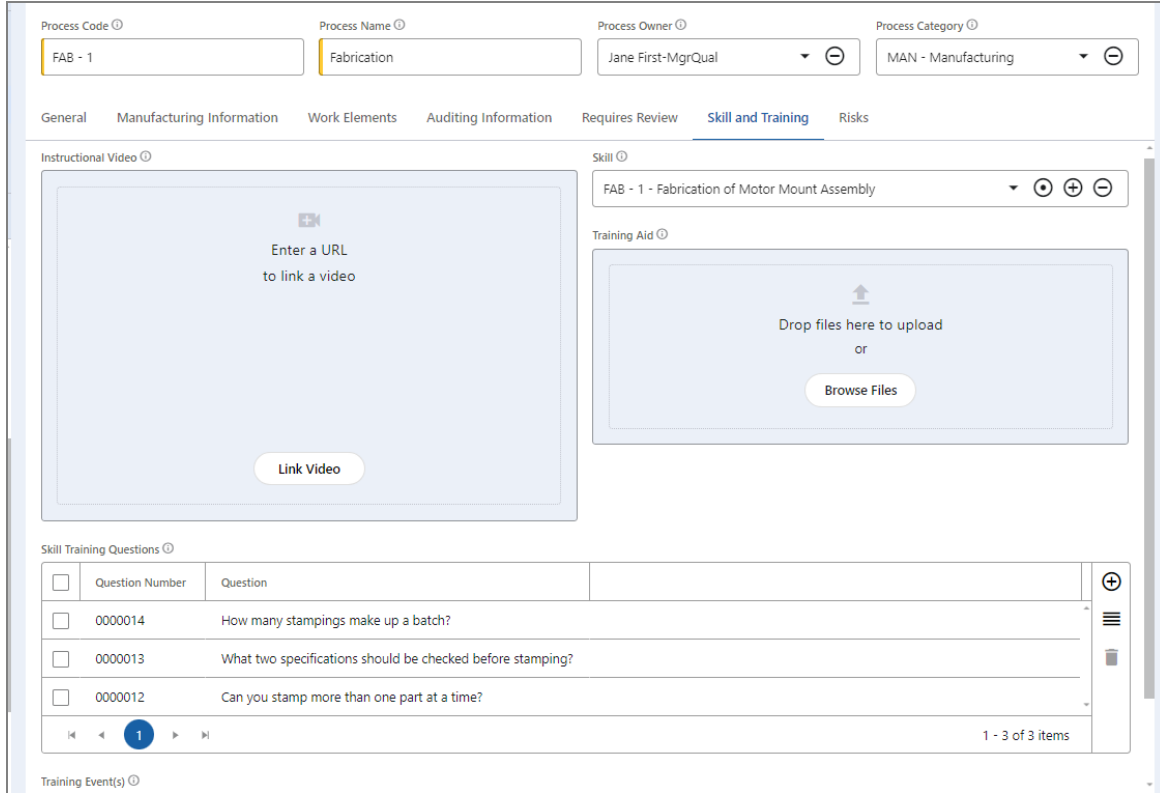 Process Code
Process Name
Process Owner
Process Category
FAB - 1
Fabrication
Jane First-MgrQual
MAN - Manufacturing
General
Manufacturing Information
Work Elements
Auditing Information
Requires Review
Skill and Training
Risks
Instructional Video
Enter a URL
to link a video
Link Video
Skill
FAB - 1 - Fabrication of Motor Mount Assembly
Training Aid
Drop files here to upload
or
Browse Files
Skill Training Questions
Question Number Question
0000014 How many stampings make up a batch?
0000013 What two specifications should be checked before stamping?
0000012 Can you stamp more than one part at a time?
1
1 - 3 of 3 items
Training Event(s)